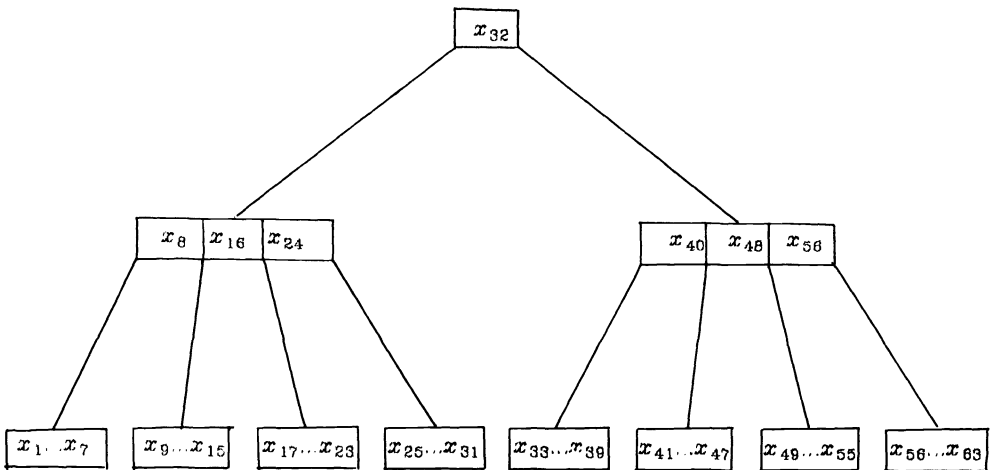 x₃₂
x₈ x₁₆ x₂₄ x₄₀ x₄₈ x₅₆
x₁...x₇ x₉...x₁₅ x₁₇...x₂₃ x₂₅...x₃₁ x₃₃...x₃₉ x₄₁...x₄₇ x₄₉...x₅₅ x₅₆...x₆₃